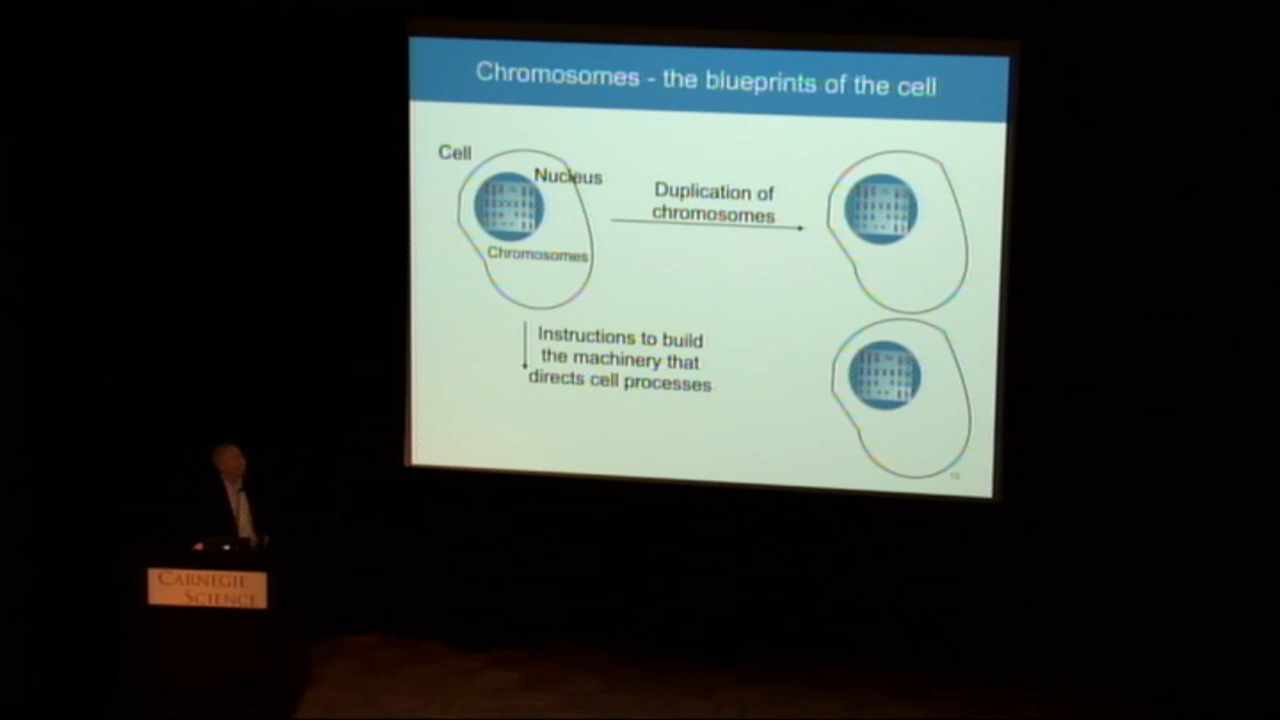 Chromosomes - the blueprints of the cell
Cell
Nucleus
Chromosomes
Duplication of
chromosomes
Instructions to build
the machinery that
directs cell processes
CARNEGIE
SCIENCE